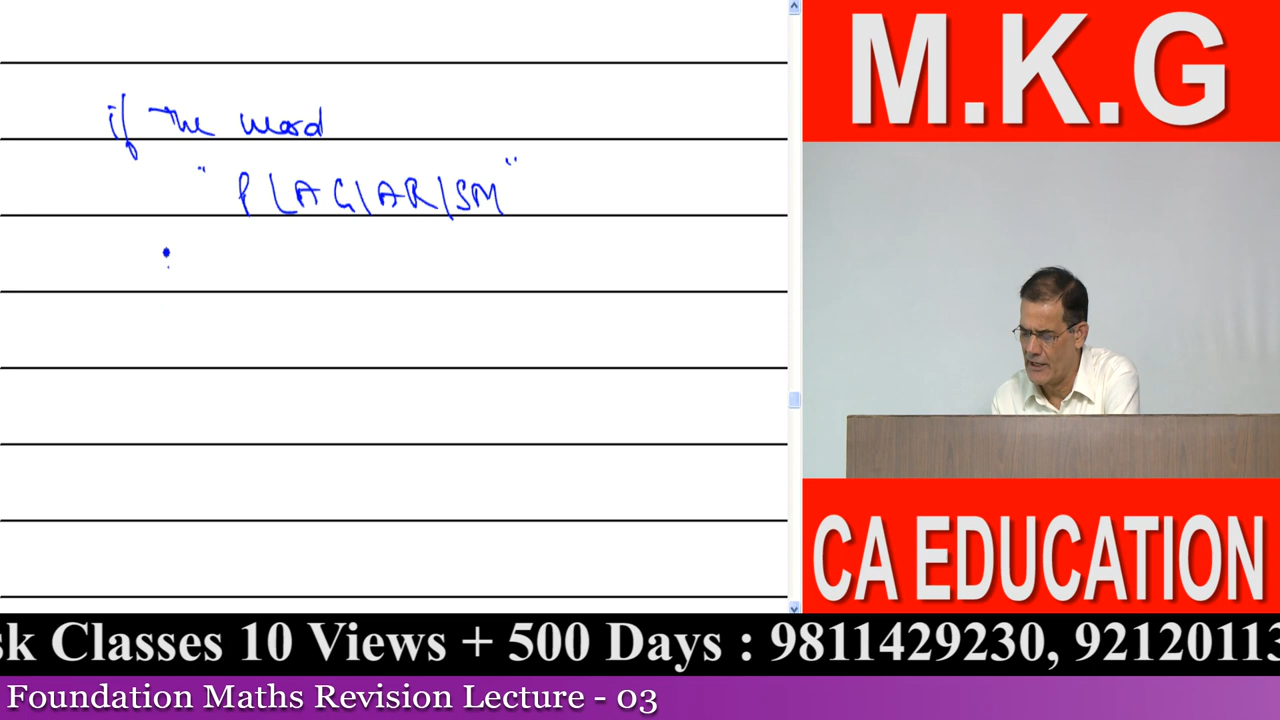 if the word
"PLAGIARISM"
M.K.G
CA EDUCATION
sk Classes 10 Views + 500 Days : 9811429230, 92120113
Foundation Maths Revision Lecture - 03